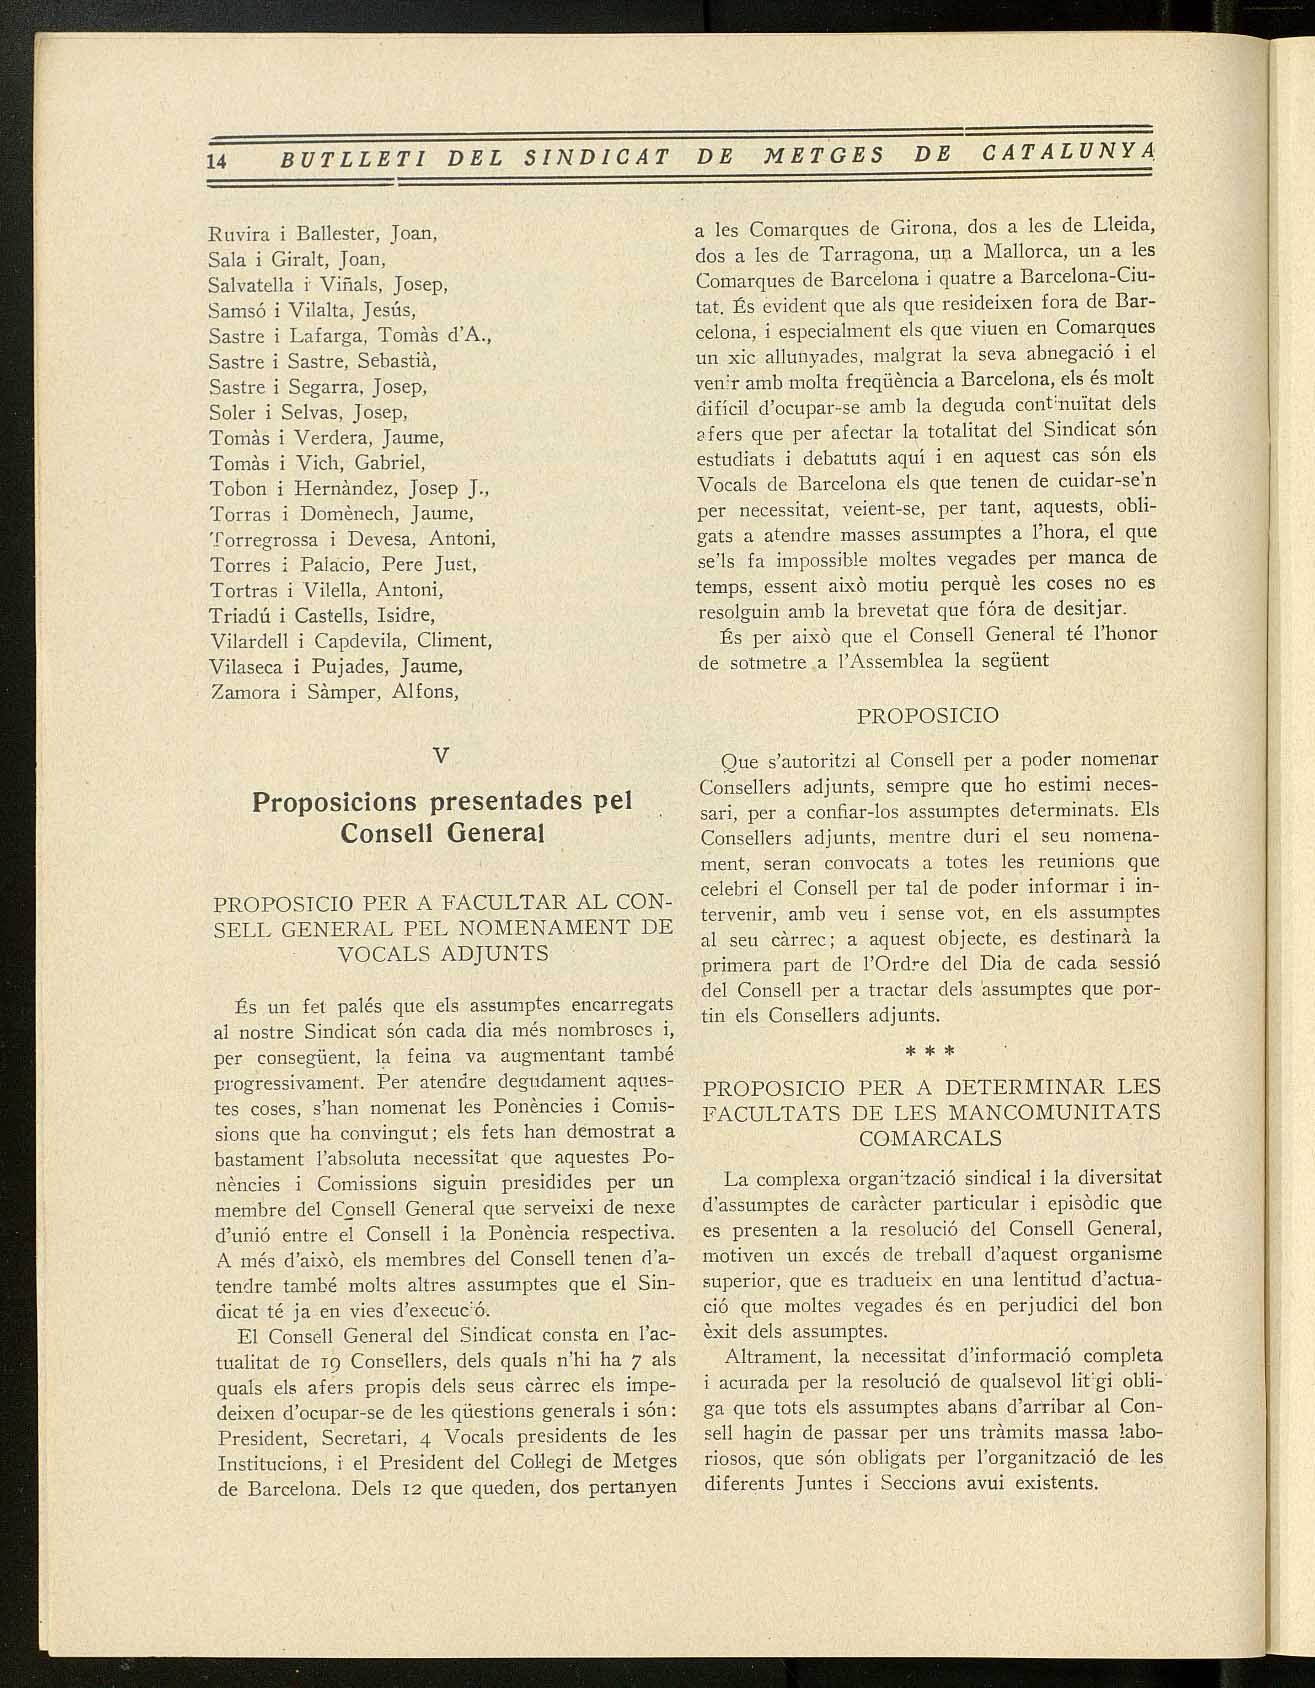 14 BUTLLETI DEL SINDICAT DE METGES DE CATALUNYA
Ruvira i Ballester, Joan,
Sala i Giralt, Joan,
Salvatella i Viñals, Josep,
Samsó i Vilalta, Jesús,
Sastre i Lafarga, Tomàs d'A.,
Sastre i Sastre, Sebastià,
Sastre i Segarra, Josep,
Soler i Selvas, Josep,
Tomàs i Verdera, Jaume,
Tomàs i Vich, Gabriel,
Tobon i Hernàndez, Josep J.,
Torras i Domènech, Jaume,
Torregrossa i Devesa, Antoni,
Torres i Palacio, Pere Just,
Tortras i Vilella, Antoni,
Triadú i Castells, Isidre,
Vilardell i Capdevila, Climent,
Vilaseca i Pujades, Jaume,
Zamora i Sàmper, Alfons,
V
Proposicions presentades pel
Consell General
PROPOSICIO PER A FACULTAR AL CON-
SELL GENERAL PEL NOMENAMENT DE
VOCALS ADJUNTS
És un fet palés que els assumptes encarregats
al nostre Sindicat són cada dia més nombrosos i,
per consegüent, la feina va augmentant també
progressivament. Per atendre degudament aques-
tes coses, s'han nomenat les Ponències i Comis-
sions que ha convingut; els fets han demostrat a
bastament l'absoluta necessitat que aquestes Po-
nències i Comissions siguin presidides per un
membre del Consell General que serveixi de nexe
d'unió entre el Consell i la Ponència respectiva.
A més d'això, els membres del Consell tenen d'a-
tendre també molts altres assumptes que el Sin-
dicat té ja en vies d'execució.
El Consell General del Sindicat consta en l'ac-
tualitat de 19 Consellers, dels quals n'hi ha 7 als
quals els afers propis dels seus càrrec els impe-
deixen d'ocupar-se de les qüestions generals i són:
President, Secretari, 4 Vocals presidents de les
Institucions, i el President del Col·legi de Metges
de Barcelona. Dels 12 que queden, dos pertanyen
a les Comarques de Girona, dos a les de Lleida,
dos a les de Tarragona, un a Mallorca, un a les
Comarques de Barcelona i quatre a Barcelona-Ciu-
tat. És evident que als que resideixen fora de Bar-
celona, i especialment els que viuen en Comarques
un xic allunyades, malgrat la seva abnegació i el
venir amb molta freqüència a Barcelona, els és molt
difícil d'ocupar-se amb la deguda continuïtat dels
afers que per afectar la totalitat del Sindicat són
estudiats i debatuts aquí i en aquest cas són els
Vocals de Barcelona els que tenen de cuidar-se'n
per necessitat, veient-se, per tant, aquests, obli-
gats a atendre masses assumptes a l'hora, el que
se'ls fa impossible moltes vegades per manca de
temps, essent això motiu perquè les coses no es
resolguin amb la brevetat que fóra de desitjar.
És per això que el Consell General té l'honor
de sotmetre a l'Assemblea la següent
PROPOSICIO
Que s'autoritzi al Consell per a poder nomenar
Consellers adjunts, sempre que ho estimi neces-
sari, per a confiar-los assumptes determinats. Els
Consellers adjunts, mentre duri el seu nomena-
ment, seran convocats a totes les reunions que
celebri el Consell per tal de poder informar i in-
tervenir, amb veu i sense vot, en els assumptes
al seu càrrec; a aquest objecte, es destinarà la
primera part de l'Ordre del Dia de cada sessió
del Consell per a tractar dels assumptes que por-
tin els Consellers adjunts.
* * *
PROPOSICIO PER A DETERMINAR LES
FACULTATS DE LES MANCOMUNITATS
COMARCALS
La complexa organització sindical i la diversitat
d'assumptes de caràcter particular i episòdic que
es presenten a la resolució del Consell General,
motiven un excés de treball d'aquest organisme
superior, que es tradueix en una lentitud d'actua-
ció que moltes vegades és en perjudici del bon
èxit dels assumptes.
Altrament, la necessitat d'informació completa
i acurada per la resolució de qualsevol litigi obli-
ga que tots els assumptes abans d'arribar al Con-
sell hagin de passar per uns tràmits massa labo-
riosos, que són obligats per l'organització de les
diferents Juntes i Seccions avui existents.